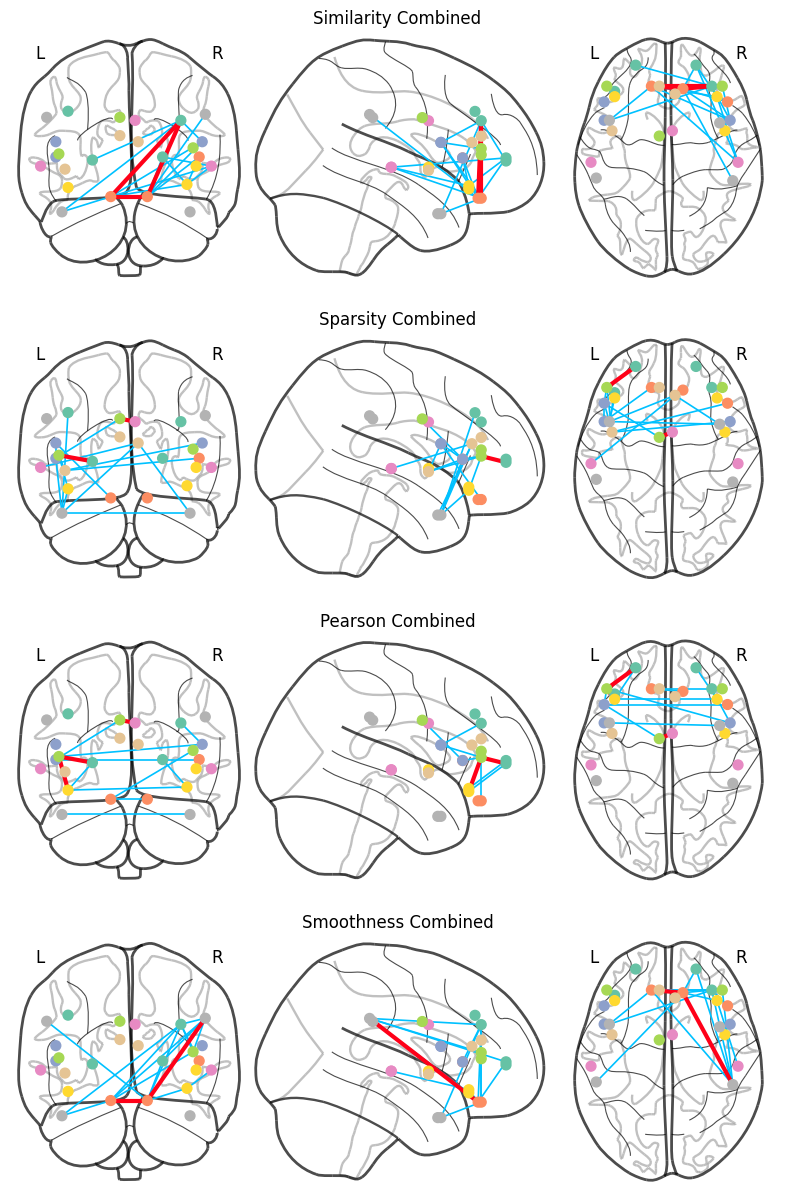 Similarity Combined
L R L R
Sparsity Combined
L R L R
Pearson Combined
L R L R
Smoothness Combined
L R L R